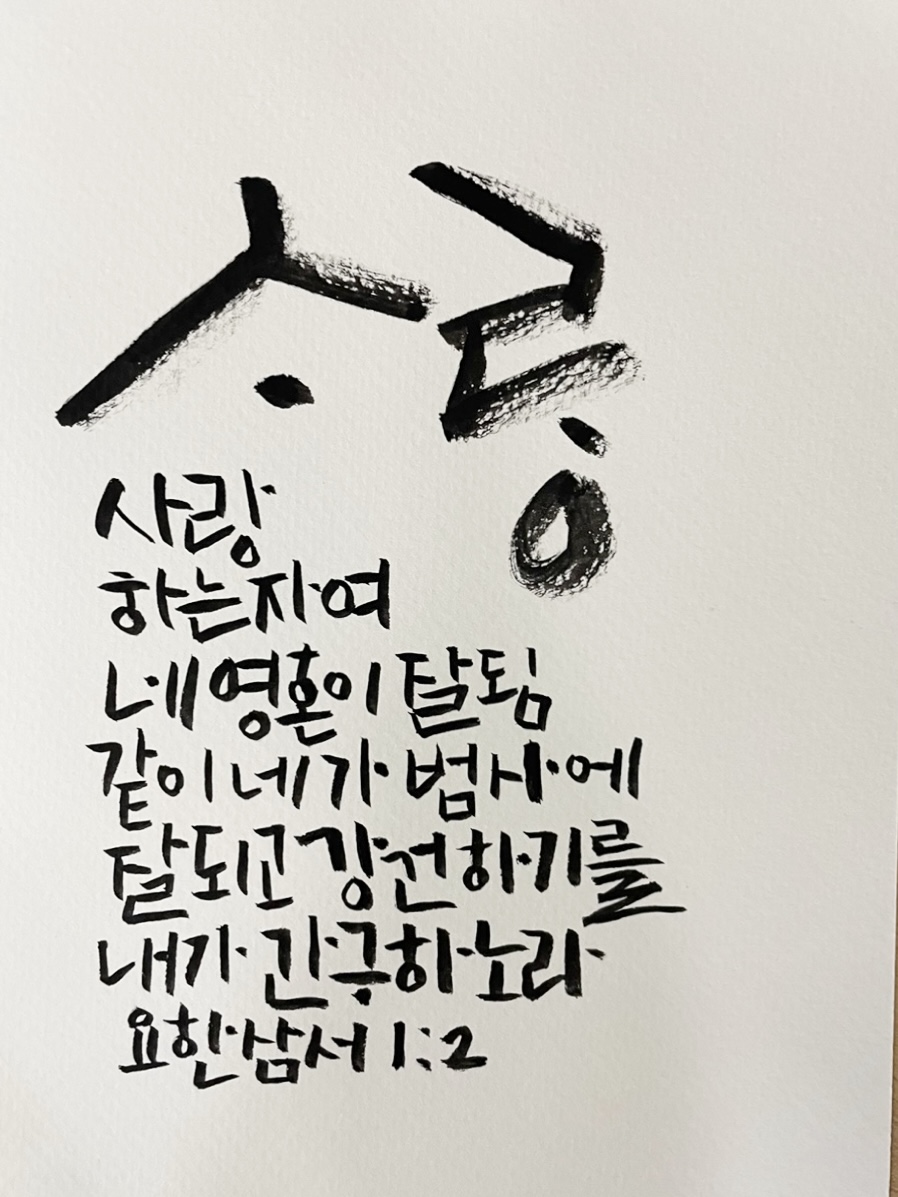 ᄉᆞᄅᆞᆼ
사랑
하는자여
네 영혼이 잘됨
같이 네가 범사에
잘되고 강건하기를
내가 간구하노라
요한삼서 1:2